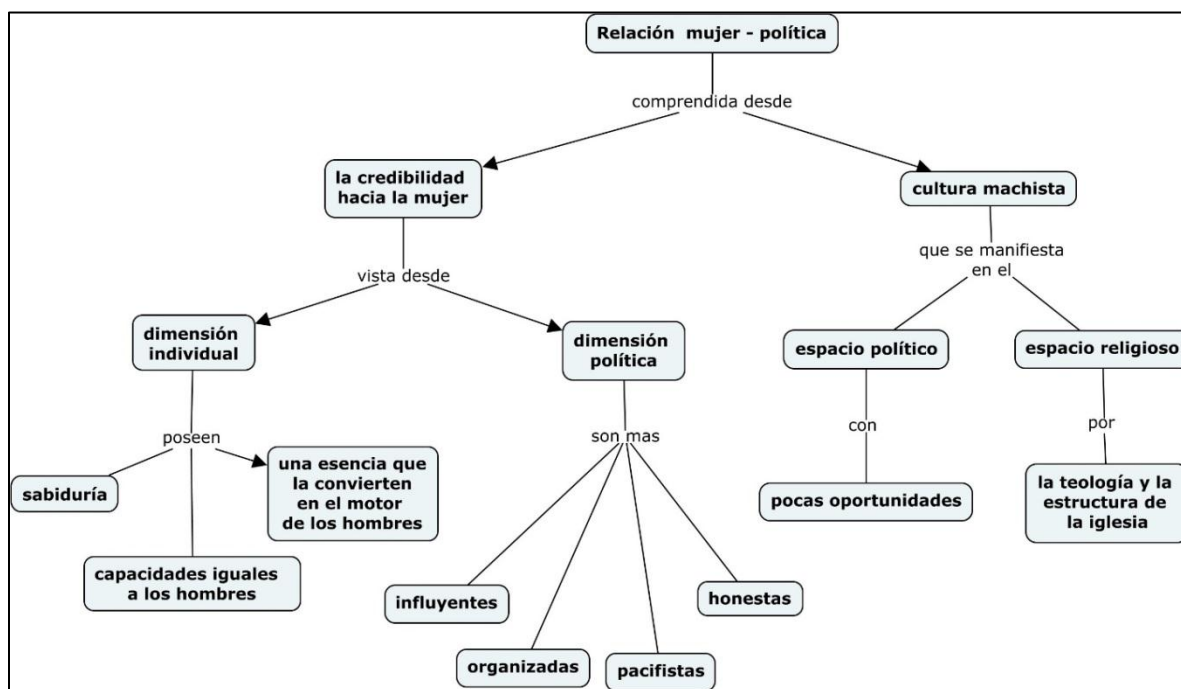 Relación mujer - política
comprendida desde
la credibilidad
hacia la mujer
cultura machista
vista desde
que se manifiesta
en el
dimensión
individual
dimensión
política
espacio político
espacio religioso
poseen
son mas
con
por
sabiduría
una esencia que
la convierten
en el motor
de los hombres
pocas oportunidades
la teología y la
estructura de
la iglesia
capacidades iguales
a los hombres
influyentes
honestas
organizadas
pacifistas